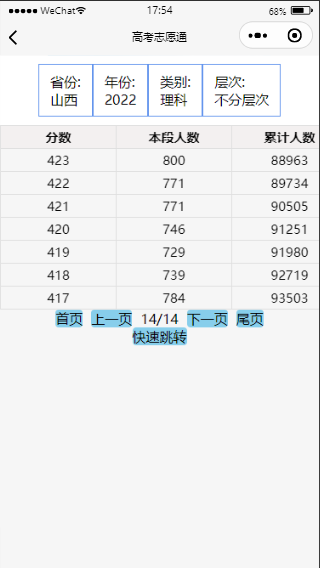 WeChat 17:54 68%
高考志愿通
省份: 年份: 类别: 层次:
山西 2022 理科 不分层次
分数 本段人数 累计人数
423 800 88963
422 771 89734
421 771 90505
420 746 91251
419 729 91980
418 739 92719
417 784 93503
首页 上一页 14/14 下一页 尾页
快速跳转